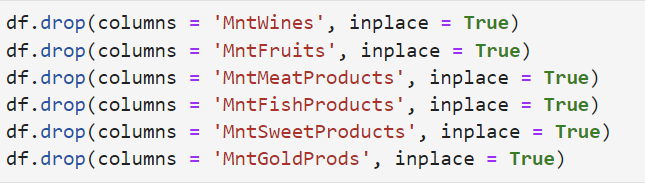 df.drop(columns = 'MntWines', inplace = True)
df.drop(columns = 'MntFruits', inplace = True)
df.drop(columns = 'MntMeatProducts', inplace = True)
df.drop(columns = 'MntFishProducts', inplace = True)
df.drop(columns = 'MntSweetProducts', inplace = True)
df.drop(columns = 'MntGoldProds', inplace = True)